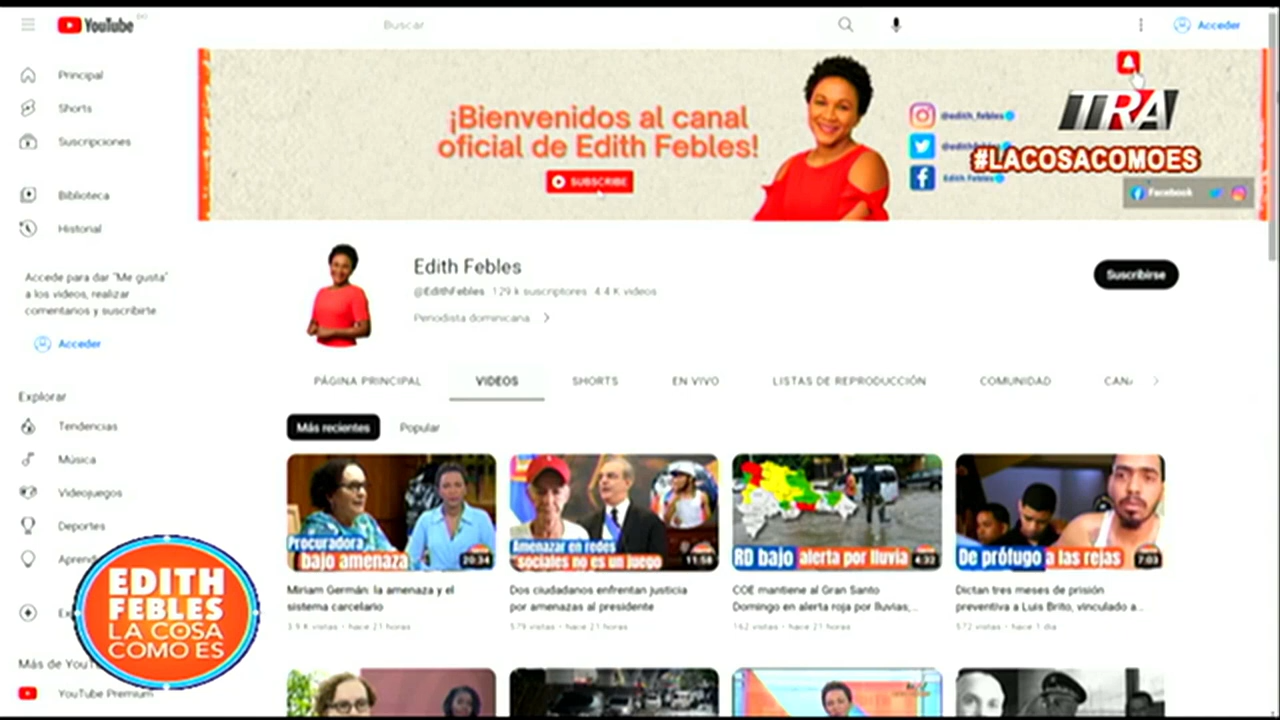 YouTube
DO
Buscar
Acceder
Principal
Shorts
Suscripciones
Biblioteca
Historial
Accede para dar "Me gusta"
a los videos, realizar
comentarios y suscribirte
Acceder
Explorar
Tendencias
Música
Videojuegos
Deportes
YouTube Premium
¡Bienvenidos al canal
oficial de Edith Febles!
SUBSCRIBE
@edith_febles
Edith Febles
TRA
#LACOSACOMOES
Facebook
Edith Febles
@EdithFebles 129 k suscriptores 4.4 K videos
Periodista dominicana
Suscribirse
PÁGINA PRINCIPAL
VIDEOS
SHORTS
EN VIVO
LISTAS DE REPRODUCCIÓN
COMUNIDAD
Más recientes
Popular
Procuradora
bajo amenaza
20:34
Miriam Germán: la amenaza y el
sistema carcelario
3.9 K vistas • hace 21 horas
Amenazar en redes
sociales no es un juego
11:58
Dos ciudadanos enfrentan justicia
por amenazas al presidente
579 vistas • hace 21 horas
RD bajo alerta por lluvia
4:32
COE mantiene al Gran Santo
Domingo en alerta roja por lluvias,...
162 vistas • hace 21 horas
De prófugo a las rejas
7:03
Dictan tres meses de prisión
preventiva a Luis Brito, vinculado a...
572 vistas • hace 1 día
EDITH
FEBLES
LA COSA
COMO ES